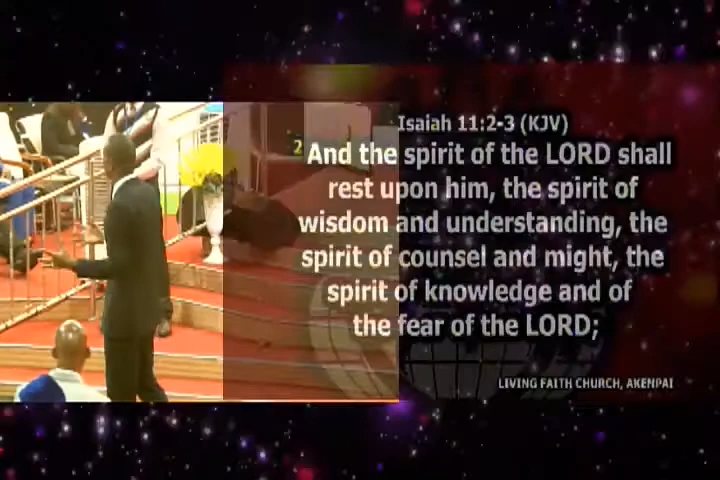 Isaiah 11:2-3 (KJV)
2 And the spirit of the LORD shall
rest upon him, the spirit of
wisdom and understanding, the
spirit of counsel and might, the
spirit of knowledge and of
the fear of the LORD;
LIVING FAITH CHURCH, AKENPAI